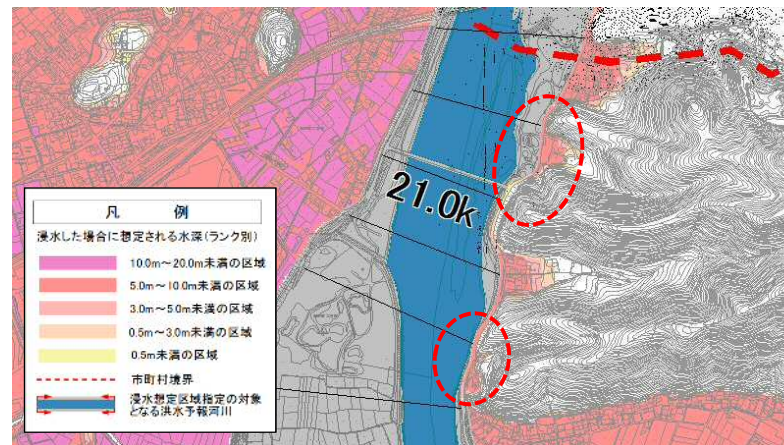 21.0k
凡 例
浸水した場合に想定される水深(ランク別)
10.0m～20.0m未満の区域
5.0m～10.0m未満の区域
3.0m～5.0m未満の区域
0.5m～3.0m未満の区域
0.5m未満の区域
市町村境界
浸水想定区域指定の対象
となる洪水予報河川